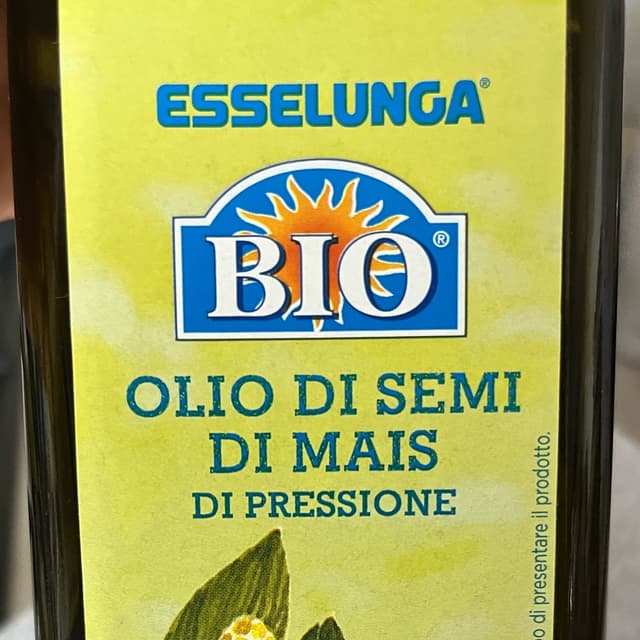 ESSELUNGA®
BIO®
OLIO DI SEMI
DI MAIS
DI PRESSIONE
di presentare il prodotto.